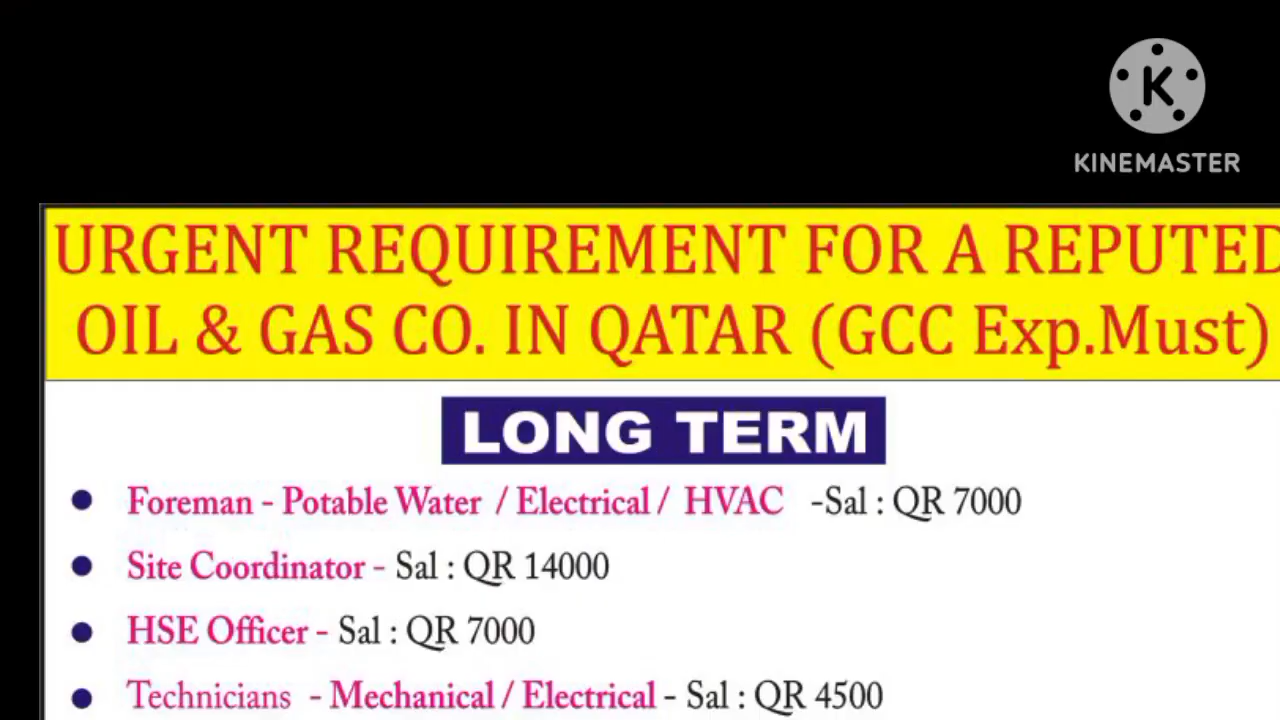 K
KINEMASTER
URGENT REQUIREMENT FOR A REPUTED
OIL & GAS CO. IN QATAR (GCC Exp.Must)
LONG TERM
● Foreman - Potable Water / Electrical / HVAC -Sal : QR 7000
● Site Coordinator - Sal : QR 14000
● HSE Officer - Sal : QR 7000
● Technicians - Mechanical / Electrical - Sal : QR 4500